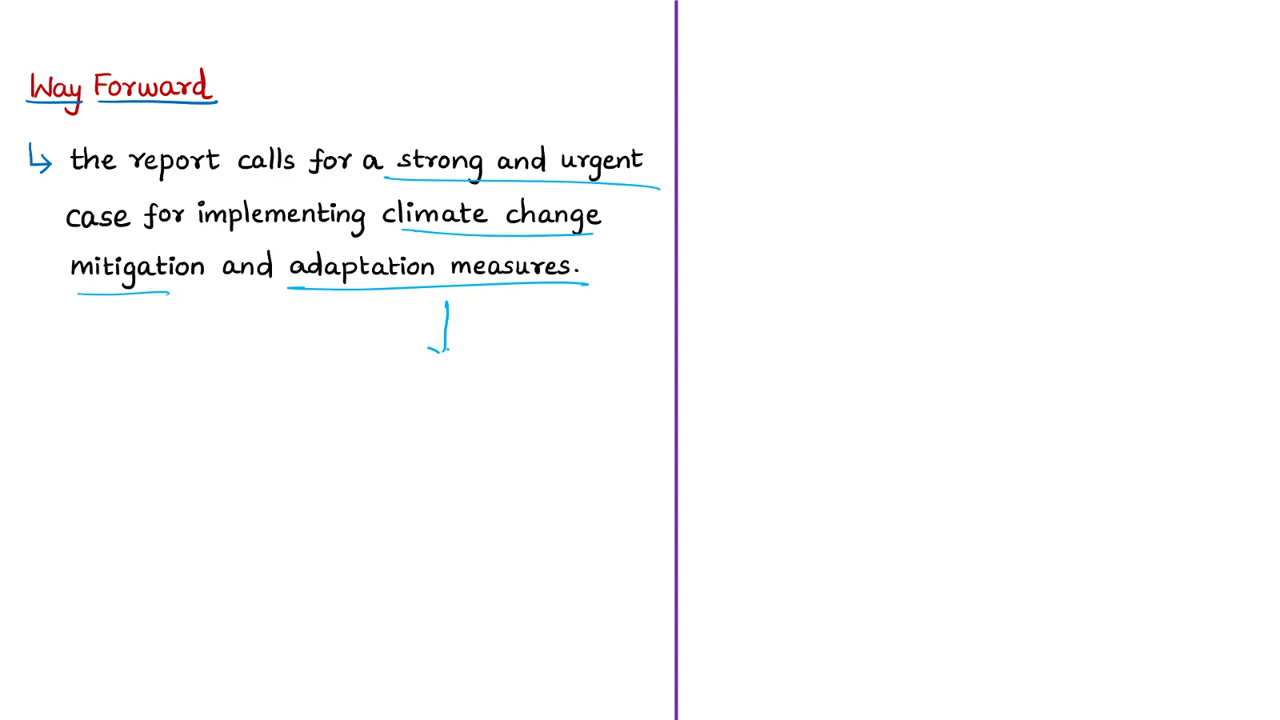 Way Forward
↳ the report calls for a strong and urgent
case for implementing climate change
mitigation and adaptation measures.